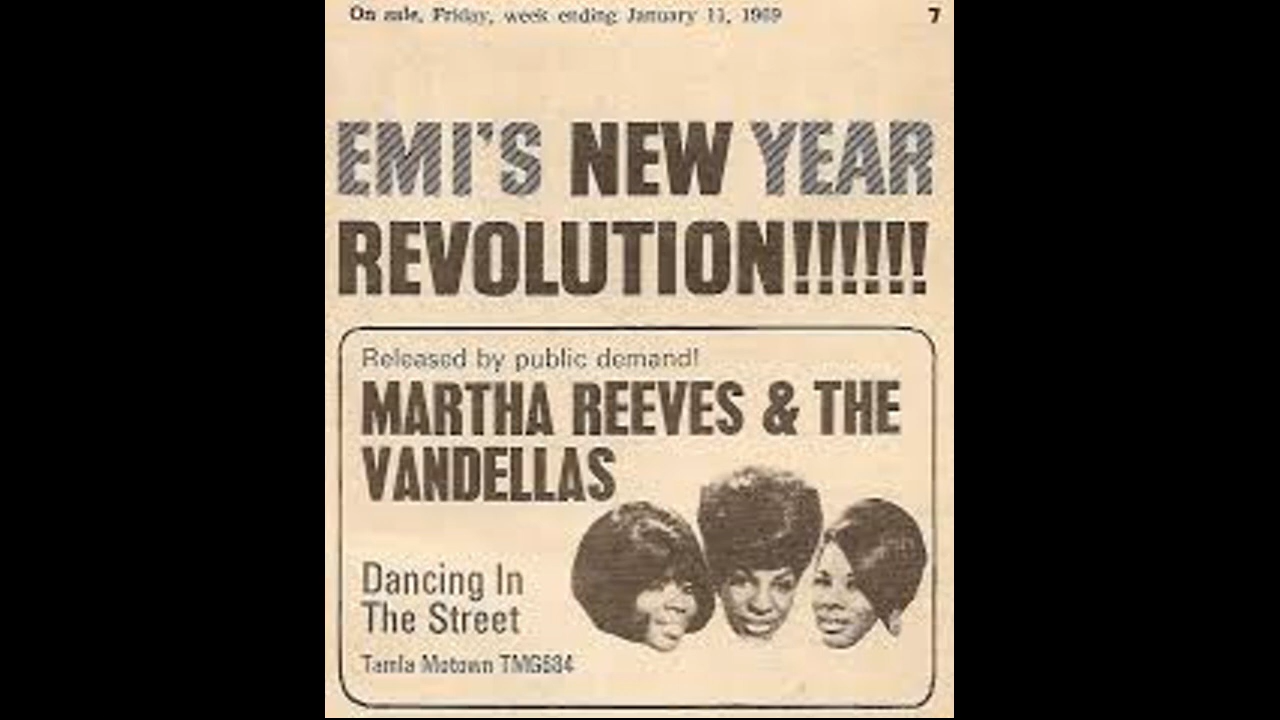 On sale, Friday, week ending January 11, 1969 7
EMI'S NEW YEAR
REVOLUTION!!!!!!
Released by public demand!
MARTHA REEVES & THE
VANDELLAS
Dancing In
The Street
Tamla Motown TMG684